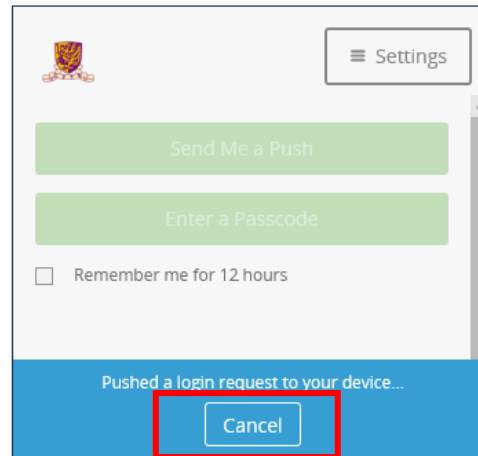 ≡ Settings
Send Me a Push
Enter a Passcode
Remember me for 12 hours
Pushed a login request to your device...
Cancel